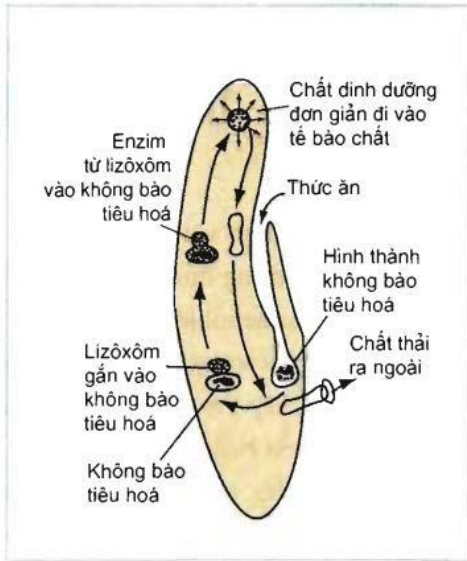 Chất dinh dưỡng
đơn giản đi vào
tế bào chất
Enzim
từ lizôxôm
vào không bào
tiêu hoá
Thức ăn
Hình thành
không bào
tiêu hoá
Chất thải
ra ngoài
Lizôxôm
gắn vào
không bào
tiêu hoá
Không bào
tiêu hoá